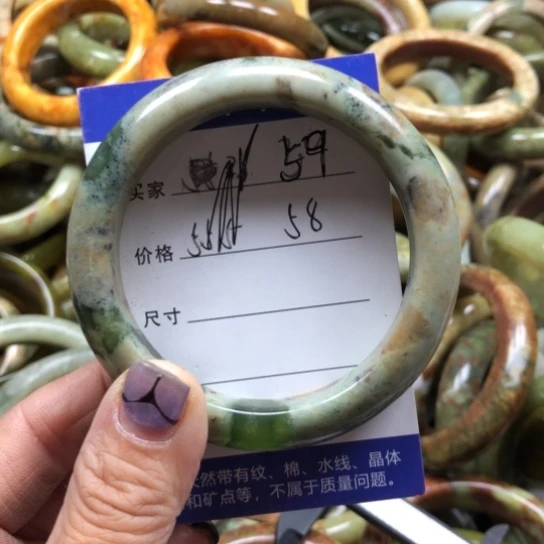 买家 59
价格 58
尺寸
然带有纹、棉、水线、晶体
和矿点等，不属于质量问题。